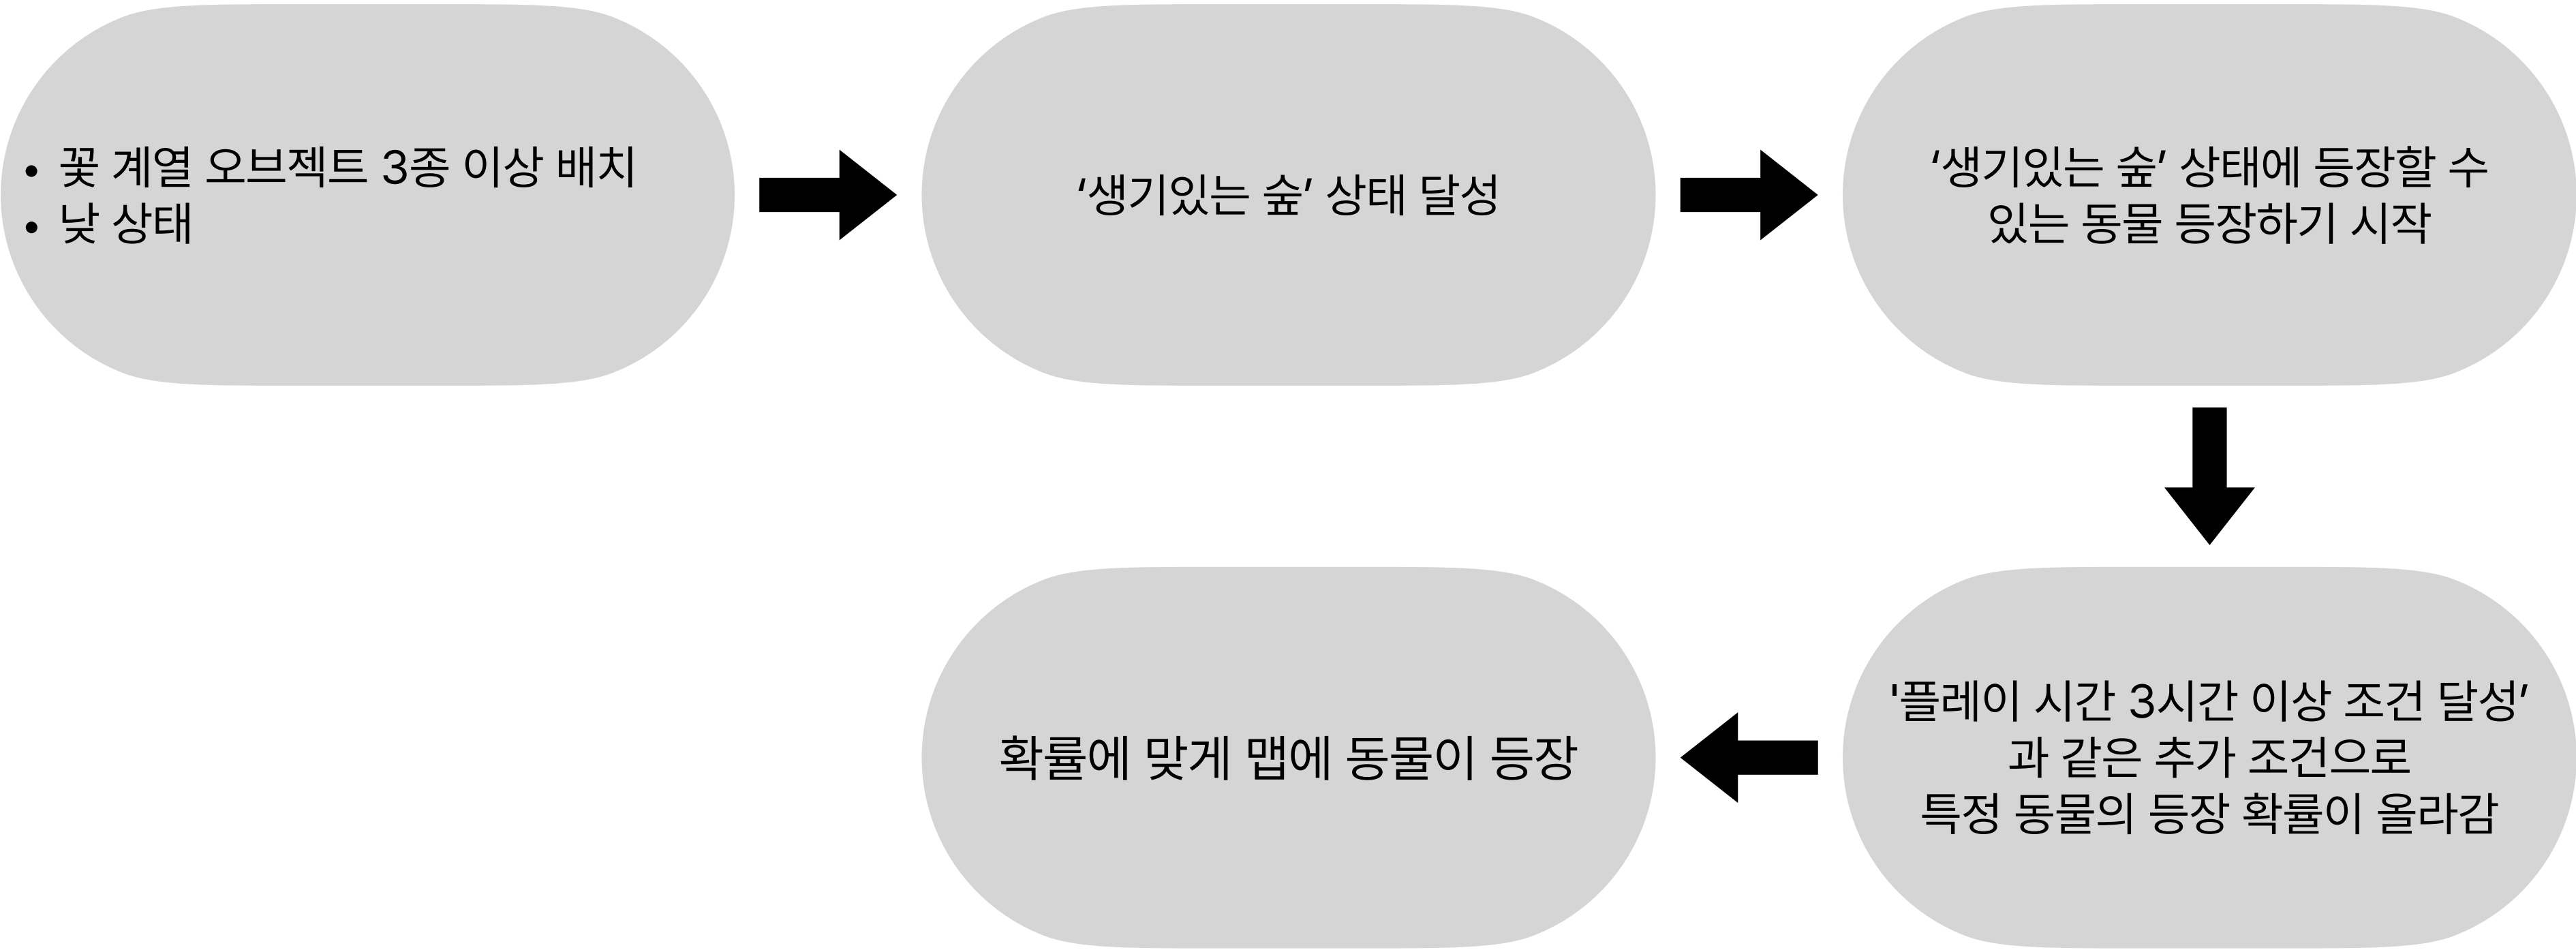 • 꽃 계열 오브젝트 3종 이상 배치
• 낮 상태
‘생기있는 숲’ 상태 달성
‘생기있는 숲’ 상태에 등장할 수
있는 동물 등장하기 시작
'플레이 시간 3시간 이상 조건 달성’
과 같은 추가 조건으로
특정 동물의 등장 확률이 올라감
확률에 맞게 맵에 동물이 등장